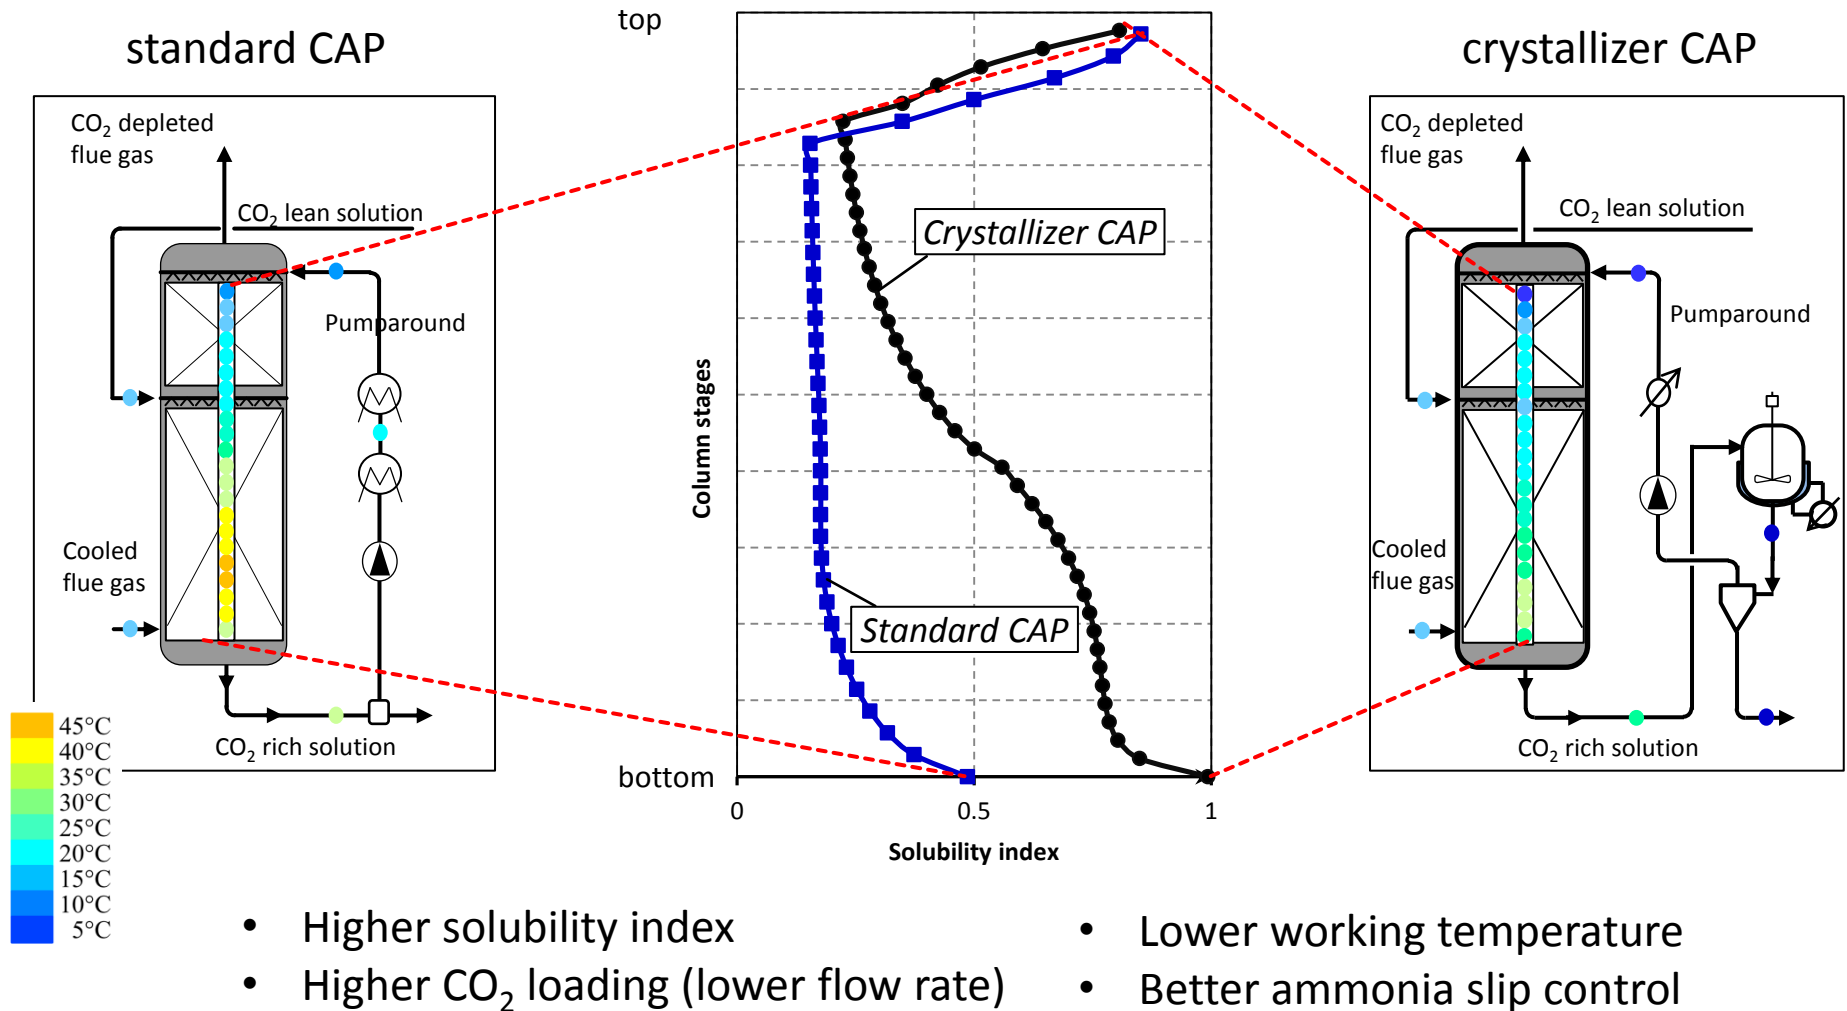 standard CAP
CO₂ depleted
flue gas
CO₂ lean solution
Pumparound
Cooled
flue gas
CO₂ rich solution
45°C
40°C
35°C
30°C
25°C
20°C
15°C
10°C
5°C
top
Column stages
Crystallizer CAP
Standard CAP
bottom
0
0.5
1
Solubility index
crystallizer CAP
CO₂ depleted
flue gas
CO₂ lean solution
Pumparound
Cooled
flue gas
CO₂ rich solution
• Higher solubility index
• Higher CO₂ loading (lower flow rate)
• Lower working temperature
• Better ammonia slip control